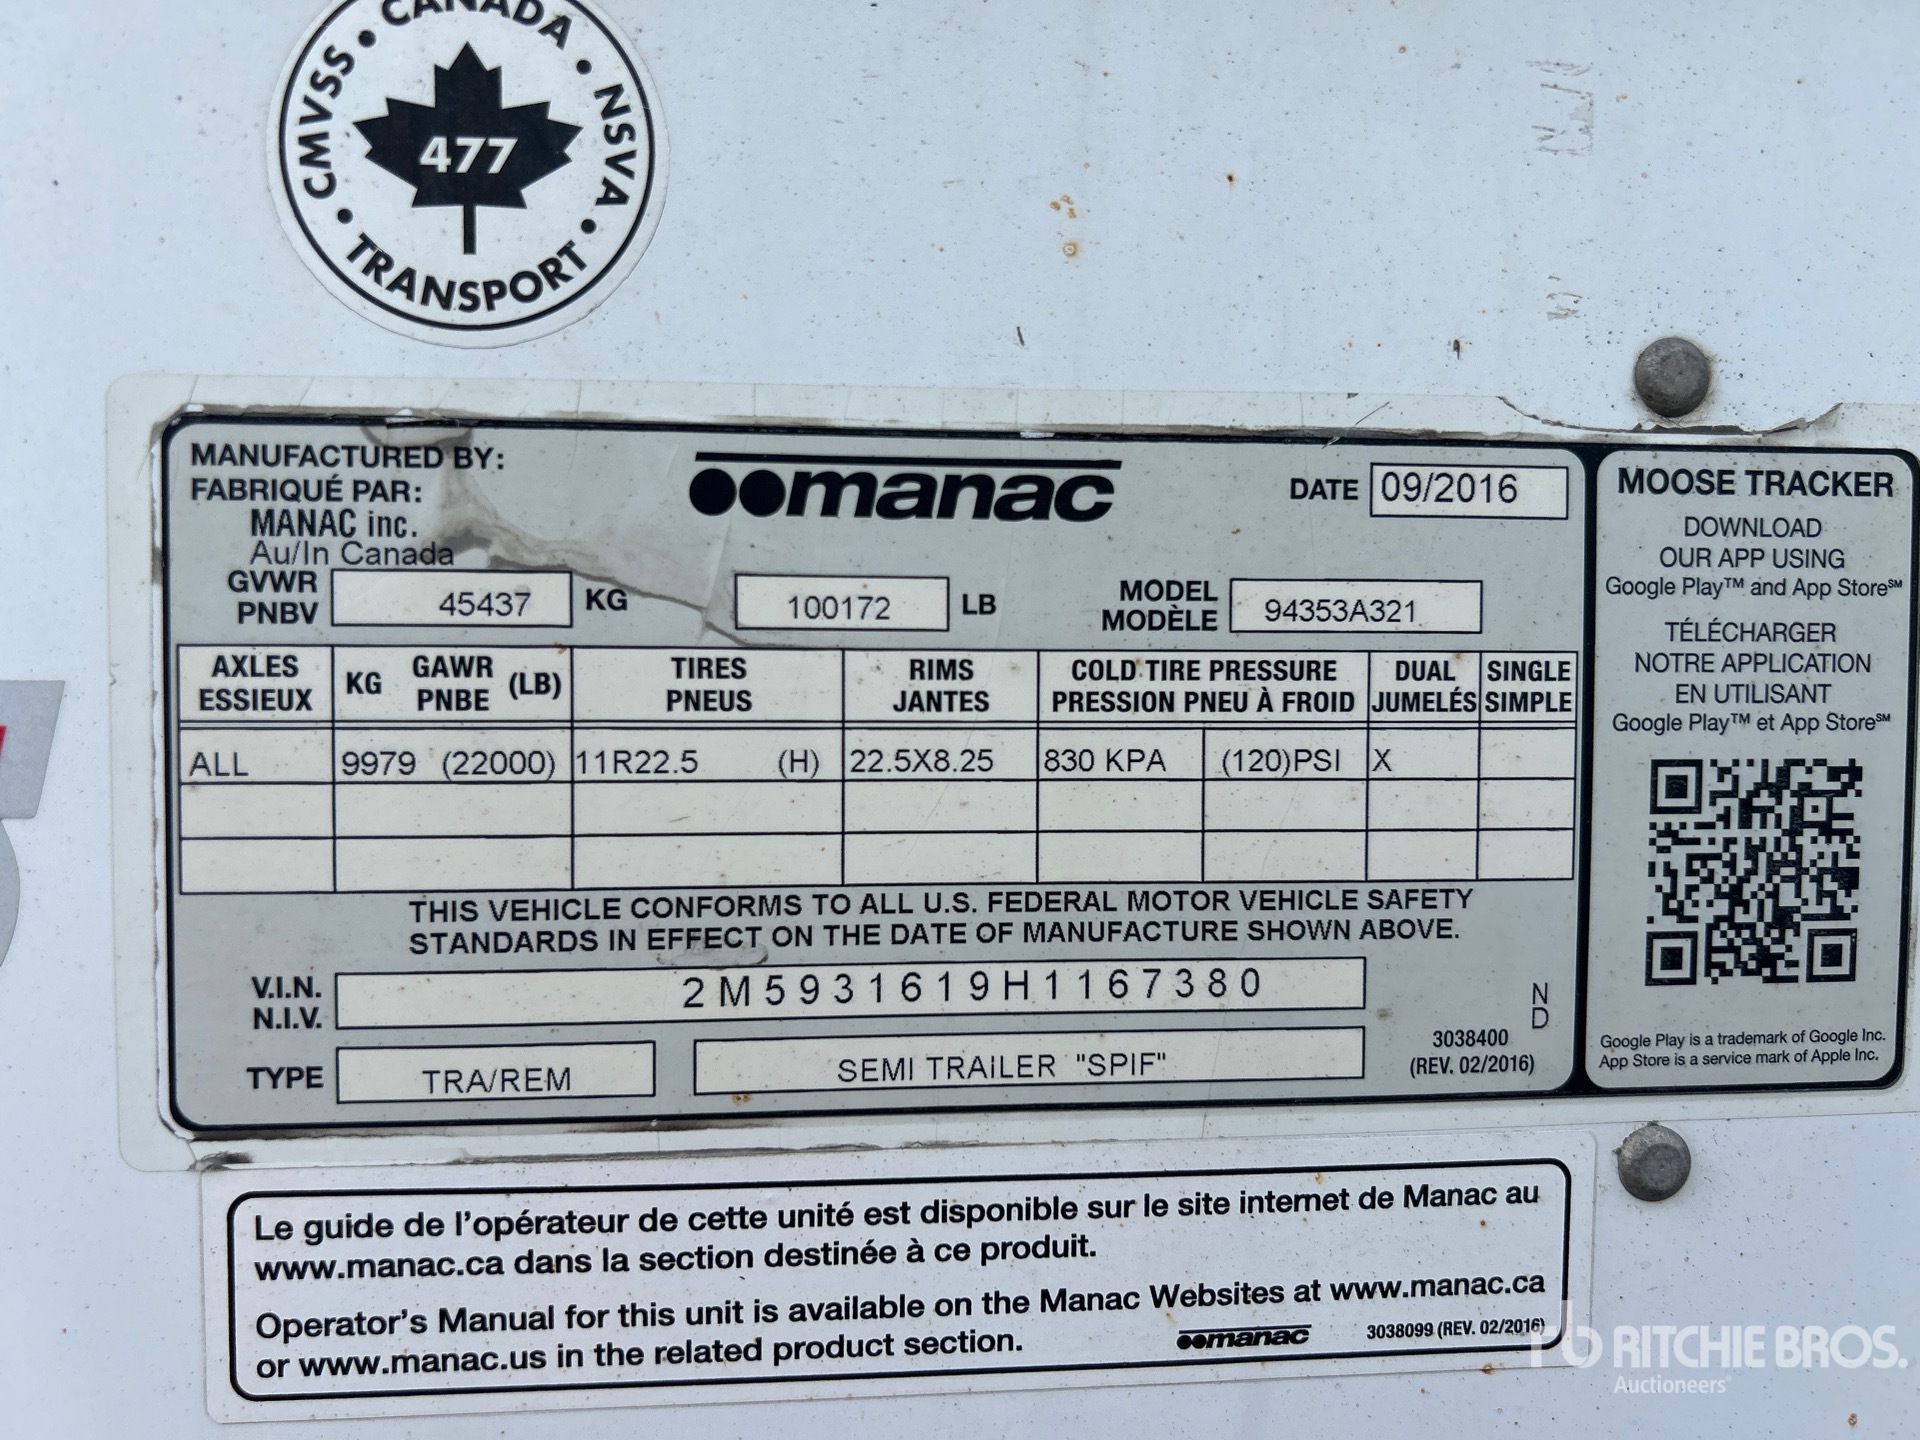 CMVSS • CANADA • NSVAC • TRANSPORT •
477
MANUFACTURED BY:
FABRIQUÉ PAR:
MANAC inc.
Au/In Canada
manac
DATE 09/2016
GVWR
PNBV
45437 KG
100172 LB
MODEL
MODÈLE
94353A321
AXLES
ESSIEUX
KG GAWR (LB)
PNBE
TIRES
PNEUS
RIMS
JANTES
COLD TIRE PRESSURE
PRESSION PNEU À FROID
DUAL
JUMELÉS
SINGLE
SIMPLE
ALL 9979 (22000) 11R22.5 (H) 22.5X8.25 830 KPA (120)PSI X
THIS VEHICLE CONFORMS TO ALL U.S. FEDERAL MOTOR VEHICLE SAFETY
STANDARDS IN EFFECT ON THE DATE OF MANUFACTURE SHOWN ABOVE.
V.I.N.
N.I.V.
2M5931619H1167380
TYPE TRA/REM
SEMI TRAILER "SPIF"
3038400
(REV. 02/2016)
ND
MOOSE TRACKER
DOWNLOAD
OUR APP USING
Google Play™ and App Store℠
TÉLÉCHARGER
NOTRE APPLICATION
EN UTILISANT
Google Play™ et App Store℠
Google Play is a trademark of Google Inc.
App Store is a service mark of Apple Inc.
Le guide de l'opérateur de cette unité est disponible sur le site internet de Manac au
www.manac.ca dans la section destinée à ce produit.
Operator's Manual for this unit is available on the Manac Websites at www.manac.ca
or www.manac.us in the related product section.
manac
3038099 (REV. 02/2016)
rb RITCHIE BROS.
Auctioneers